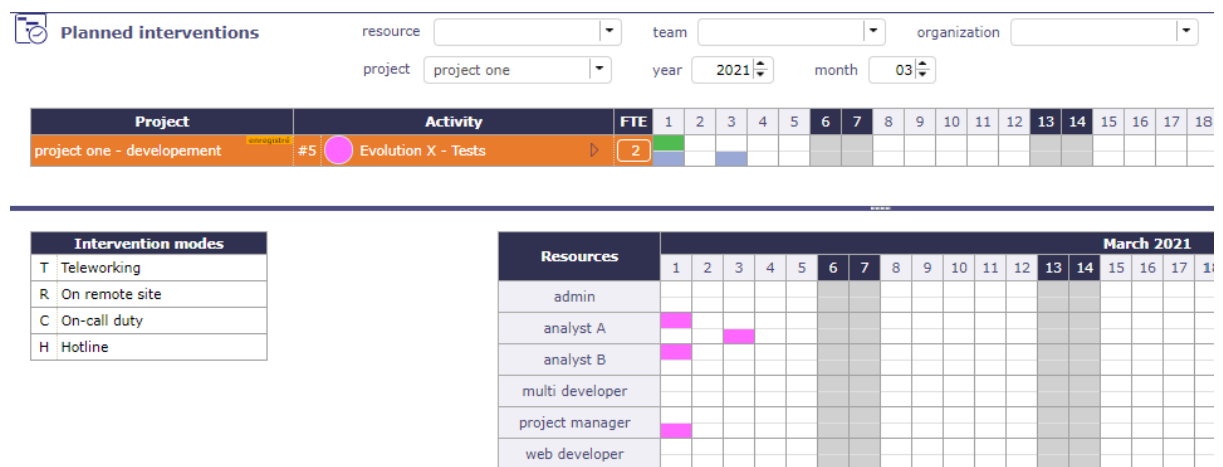 Planned interventions resource team organization
project project one year 2021 month 03
Project Activity FTE 1 2 3 4 5 6 7 8 9 10 11 12 13 14 15 16 17 18
project one - developement enregistré #5 Evolution X - Tests 2
Intervention modes
T Teleworking
R On remote site
C On-call duty
H Hotline
Resources March 2021
1 2 3 4 5 6 7 8 9 10 11 12 13 14 15 16 17 18
admin
analyst A
analyst B
multi developer
project manager
web developer